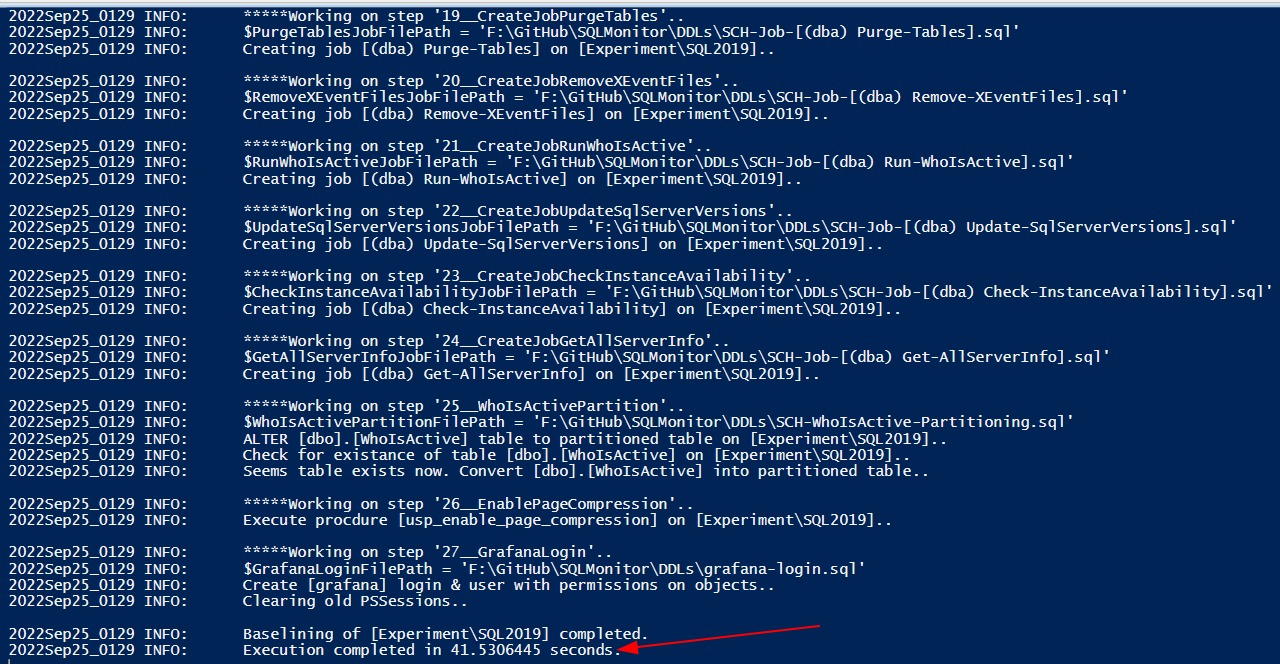 2022Sep25_0129 INFO: *****Working on step '19__CreateJobPurgeTables'..
2022Sep25_0129 INFO: $PurgeTablesJobFilePath = 'F:\GitHub\SQLMonitor\DDLs\SCH-Job-[(dba) Purge-Tables].sql'
2022Sep25_0129 INFO: Creating job [(dba) Purge-Tables] on [Experiment\SQL2019]..
2022Sep25_0129 INFO: *****Working on step '20__CreateJobRemoveXEventFiles'..
2022Sep25_0129 INFO: $RemoveXEventFilesJobFilePath = 'F:\GitHub\SQLMonitor\DDLs\SCH-Job-[(dba) Remove-XEventFiles].sql'
2022Sep25_0129 INFO: Creating job [(dba) Remove-XEventFiles] on [Experiment\SQL2019]..
2022Sep25_0129 INFO: *****Working on step '21__CreateJobRunWhoIsActive'..
2022Sep25_0129 INFO: $RunWhoIsActiveJobFilePath = 'F:\GitHub\SQLMonitor\DDLs\SCH-Job-[(dba) Run-WhoIsActive].sql'
2022Sep25_0129 INFO: Creating job [(dba) Run-WhoIsActive] on [Experiment\SQL2019]..
2022Sep25_0129 INFO: *****Working on step '22__CreateJobUpdateSqlServerVersions'..
2022Sep25_0129 INFO: $UpdateSqlServerVersionsJobFilePath = 'F:\GitHub\SQLMonitor\DDLs\SCH-Job-[(dba) Update-SqlServerVersions].sql'
2022Sep25_0129 INFO: Creating job [(dba) Update-SqlServerVersions] on [Experiment\SQL2019]..
2022Sep25_0129 INFO: *****Working on step '23__CreateJobCheckInstanceAvailability'..
2022Sep25_0129 INFO: $CheckInstanceAvailabilityJobFilePath = 'F:\GitHub\SQLMonitor\DDLs\SCH-Job-[(dba) Check-InstanceAvailability].sql'
2022Sep25_0129 INFO: Creating job [(dba) Check-InstanceAvailability] on [Experiment\SQL2019]..
2022Sep25_0129 INFO: *****Working on step '24__CreateJobGetAllServerInfo'..
2022Sep25_0129 INFO: $GetAllServerInfoJobFilePath = 'F:\GitHub\SQLMonitor\DDLs\SCH-Job-[(dba) Get-AllServerInfo].sql'
2022Sep25_0129 INFO: Creating job [(dba) Get-AllServerInfo] on [Experiment\SQL2019]..
2022Sep25_0129 INFO: *****Working on step '25__WhoIsActivePartition'..
2022Sep25_0129 INFO: $WhoIsActivePartitionFilePath = 'F:\GitHub\SQLMonitor\DDLs\SCH-WhoIsActive-Partitioning.sql'
2022Sep25_0129 INFO: ALTER [dbo].[WhoIsActive] table to partitioned table on [Experiment\SQL2019]..
2022Sep25_0129 INFO: Check for existance of table [dbo].[WhoIsActive] on [Experiment\SQL2019]..
2022Sep25_0129 INFO: Seems table exists now. Convert [dbo].[WhoIsActive] into partitioned table..
2022Sep25_0129 INFO: *****Working on step '26__EnablePageCompression'..
2022Sep25_0129 INFO: Execute procdure [usp_enable_page_compression] on [Experiment\SQL2019]..
2022Sep25_0129 INFO: *****Working on step '27__GrafanaLogin'..
2022Sep25_0129 INFO: $GrafanaLoginFilePath = 'F:\GitHub\SQLMonitor\DDLs\grafana-login.sql'
2022Sep25_0129 INFO: Create [grafana] login & user with permissions on objects..
2022Sep25_0129 INFO: Clearing old PSSessions..
2022Sep25_0129 INFO: Baselining of [Experiment\SQL2019] completed.
2022Sep25_0129 INFO: Execution completed in 41.5306445 seconds.